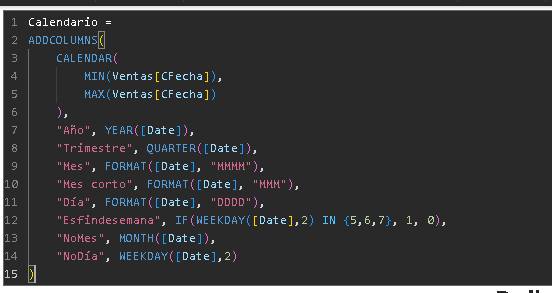 1 Calendario =
2 ADDCOLUMNS(
3 CALENDAR(
4 MIN(Ventas[CFecha]),
5 MAX(Ventas[CFecha])
6 ),
7 "Año", YEAR([Date]),
8 "Trimestre", QUARTER([Date]),
9 "Mes", FORMAT([Date], "MMMM"),
10 "Mes corto", FORMAT([Date], "MMM"),
11 "Día", FORMAT([Date], "DDDD"),
12 "Esfindesemana", IF(WEEKDAY([Date],2) IN {5,6,7}, 1, 0),
13 "NoMes", MONTH([Date]),
14 "NoDía", WEEKDAY([Date],2)
15 )